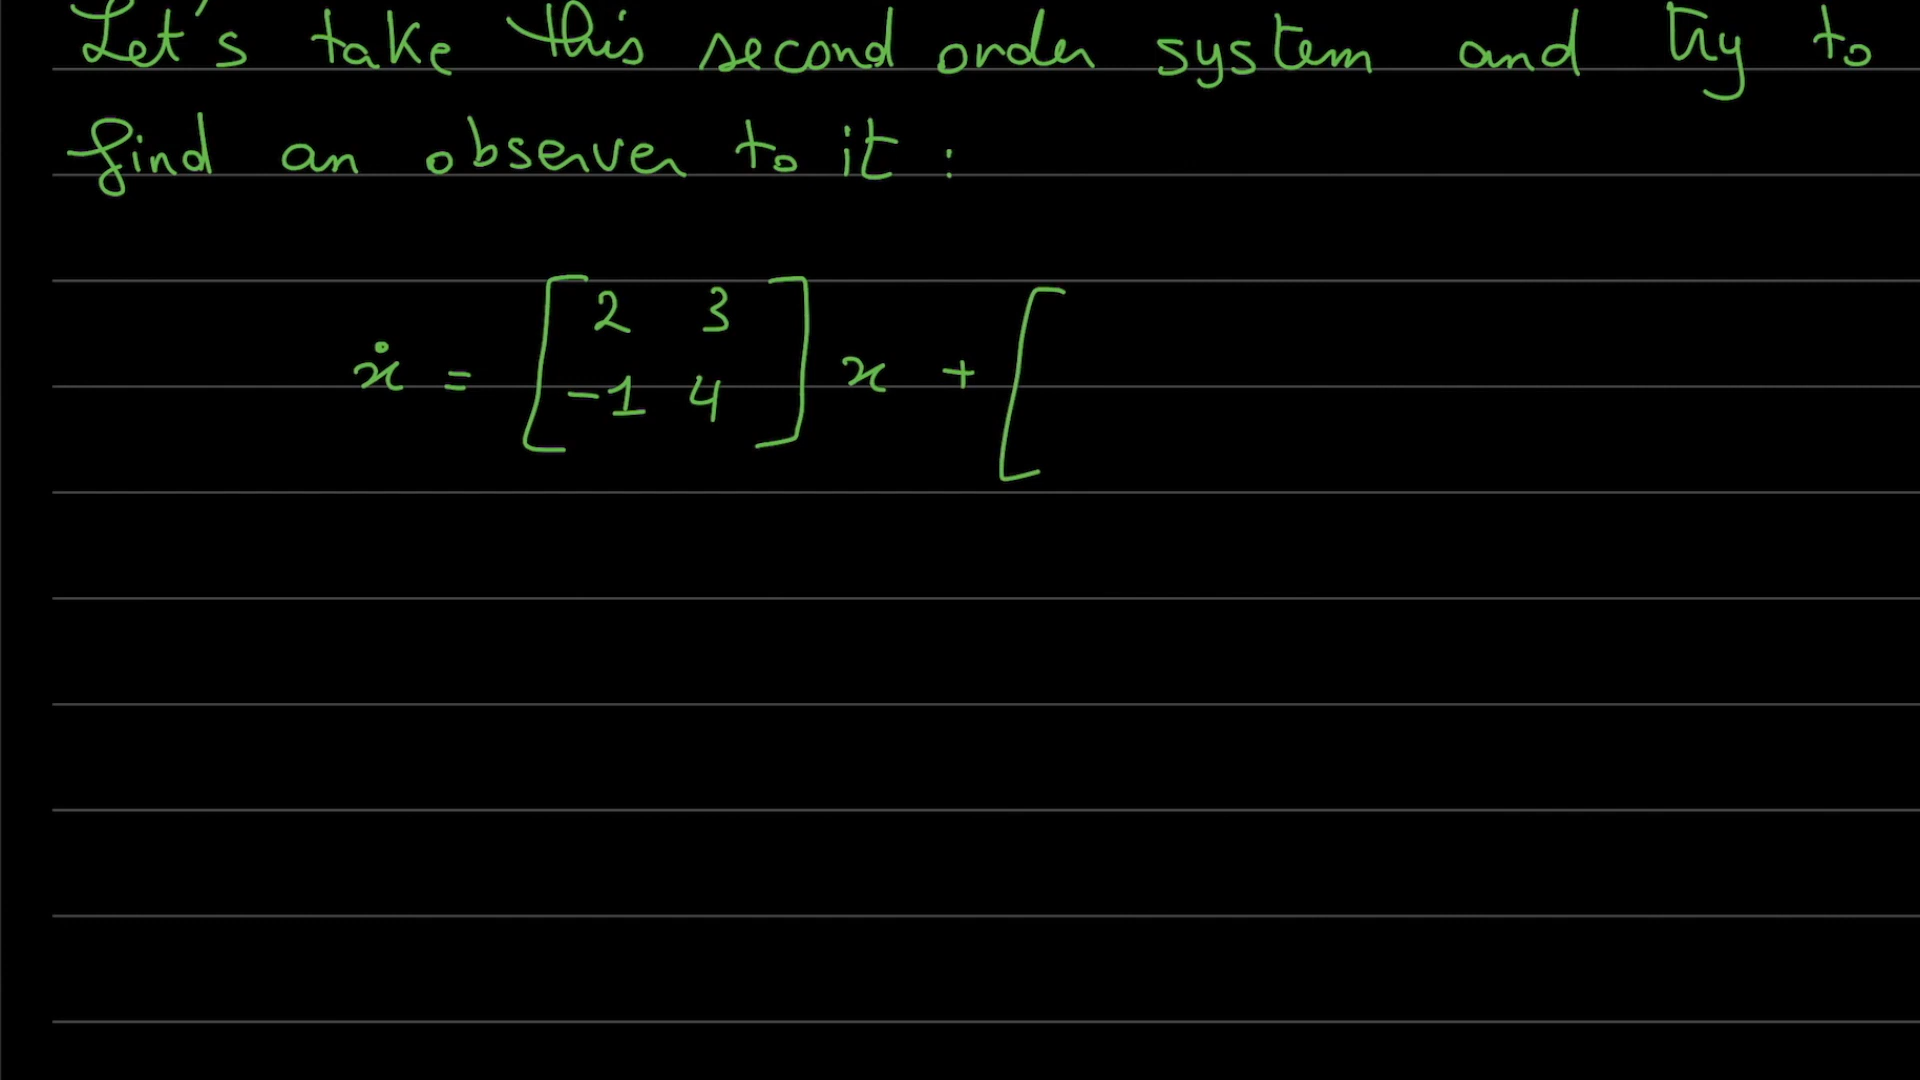 Let's take this second order system and try to
find an observer to it :
ẋ = [2 3
-1 4] x + [